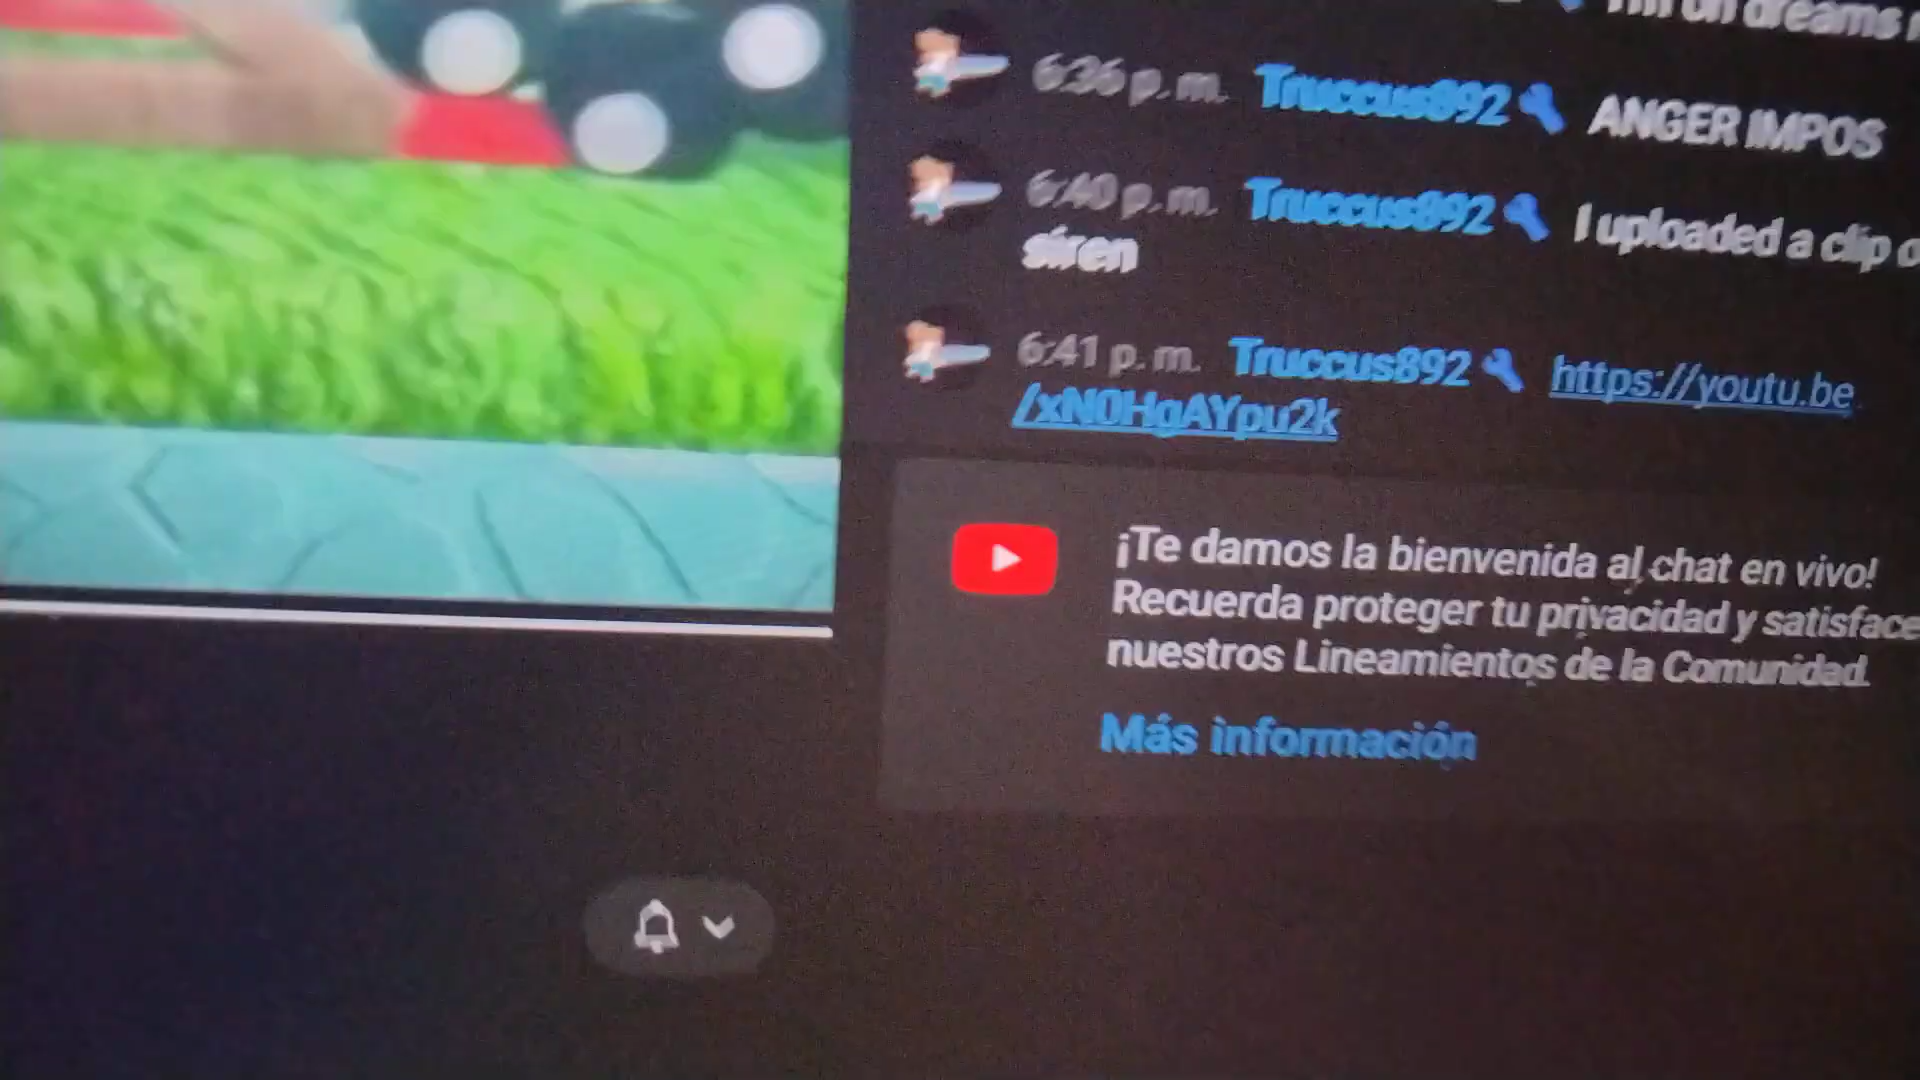 I'm on dreams
6:36 p. m. Truccus892 ANGER IMPOS
6:40 p. m. Truccus892 I uploaded a clip
siren
6:41 p. m. Truccus892 https://youtu.be
/xN0HgAYpu2k
¡Te damos la bienvenida al chat en vivo!
Recuerda proteger tu privacidad y satisface
nuestros Lineamientos de la Comunidad.
Más información